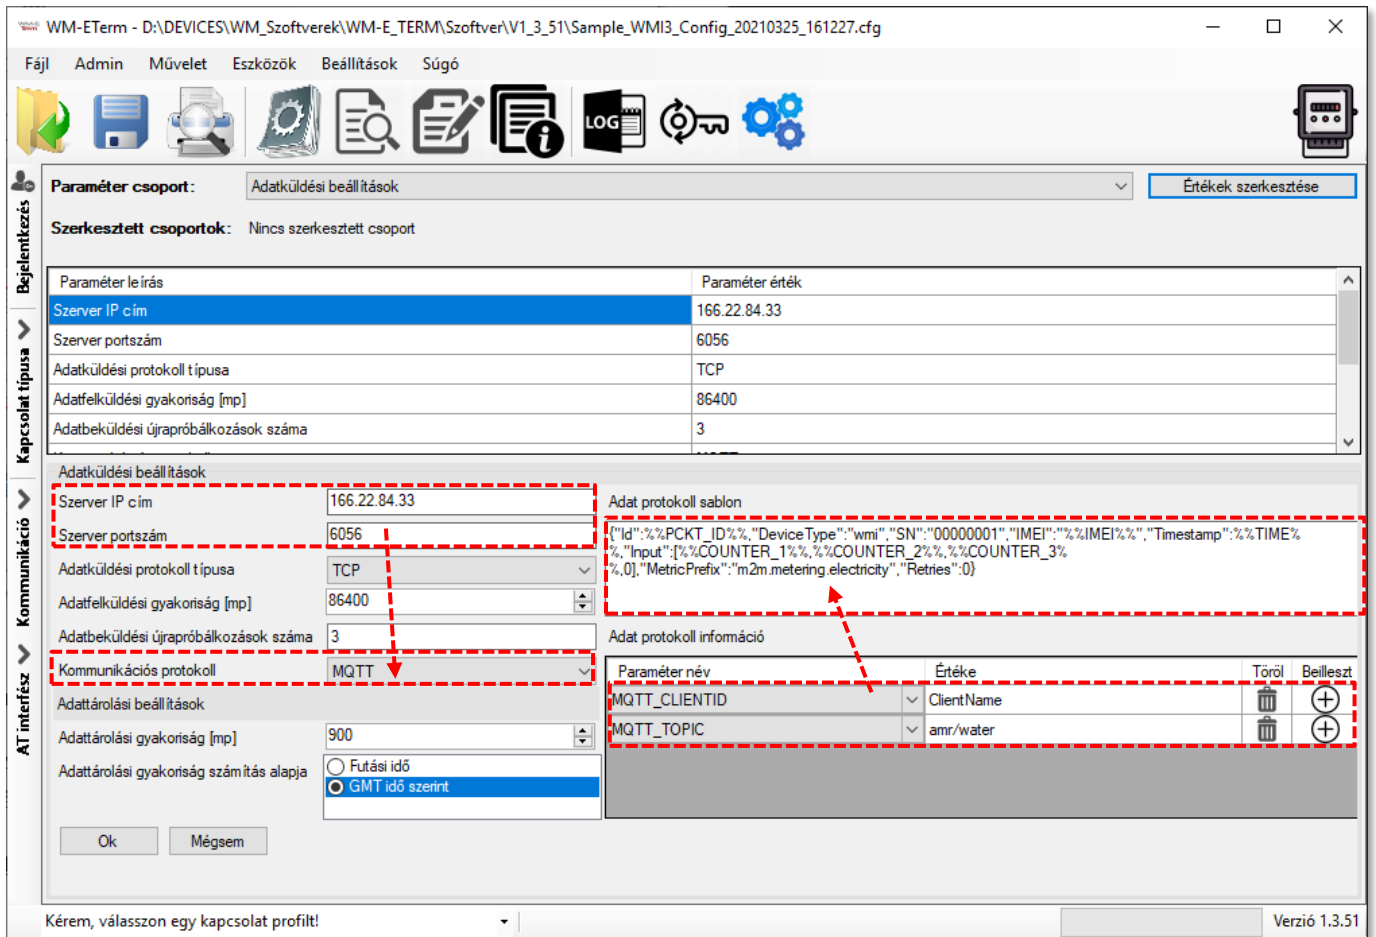 WM-ETerm - D:\DEVICES\WM_Szoftverek\WM-E_TERM\Szoftver\V1_3_51\Sample_WMI3_Config_20210325_161227.cfg
Fájl Admin Művelet Eszközök Beállítások Súgó
LOG
Bejelentkezés
Kapcsolat típusa
Kommunikáció
AT interfész
Paraméter csoport: Adatküldési beállítások Értékek szerkesztése
Szerkesztett csoportok: Nincs szerkesztett csoport
Paraméter leírás Paraméter érték
Szerver IP cím 166.22.84.33
Szerver portszám 6056
Adatküldési protokoll típusa TCP
Adatfelküldési gyakoriság [mp] 86400
Adatbeküldési újrapróbálkozások száma 3
Adatküldési beállítások
Szerver IP cím 166.22.84.33
Szerver portszám 6056
Adatküldési protokoll típusa TCP
Adatfelküldési gyakoriság [mp] 86400
Adatbeküldési újrapróbálkozások száma 3
Kommunikációs protokoll MQTT
Adattárolási beállítások
Adattárolási gyakoriság [mp] 900
Adattárolási gyakoriság számítás alapja Futási idő
GMT idő szerint
Ok Mégsem
Adat protokoll sablon
{"Id":%%PCKT_ID%%,"DeviceType":"wmi","SN":"00000001","IMEI":"%%IMEI%%","Timestamp":%%TIME%
%,"Input":[%%COUNTER_1%%,%%COUNTER_2%%,%%COUNTER_3%
%,0],"MetricPrefix":"m2m.metering.electricity","Retries":0}
Adat protokoll információ
Paraméter név Értéke Töröl Beilleszt
MQTT_CLIENTID ClientName
MQTT_TOPIC amr/water
Kérem, válasszon egy kapcsolat profilt! Verzió 1.3.51